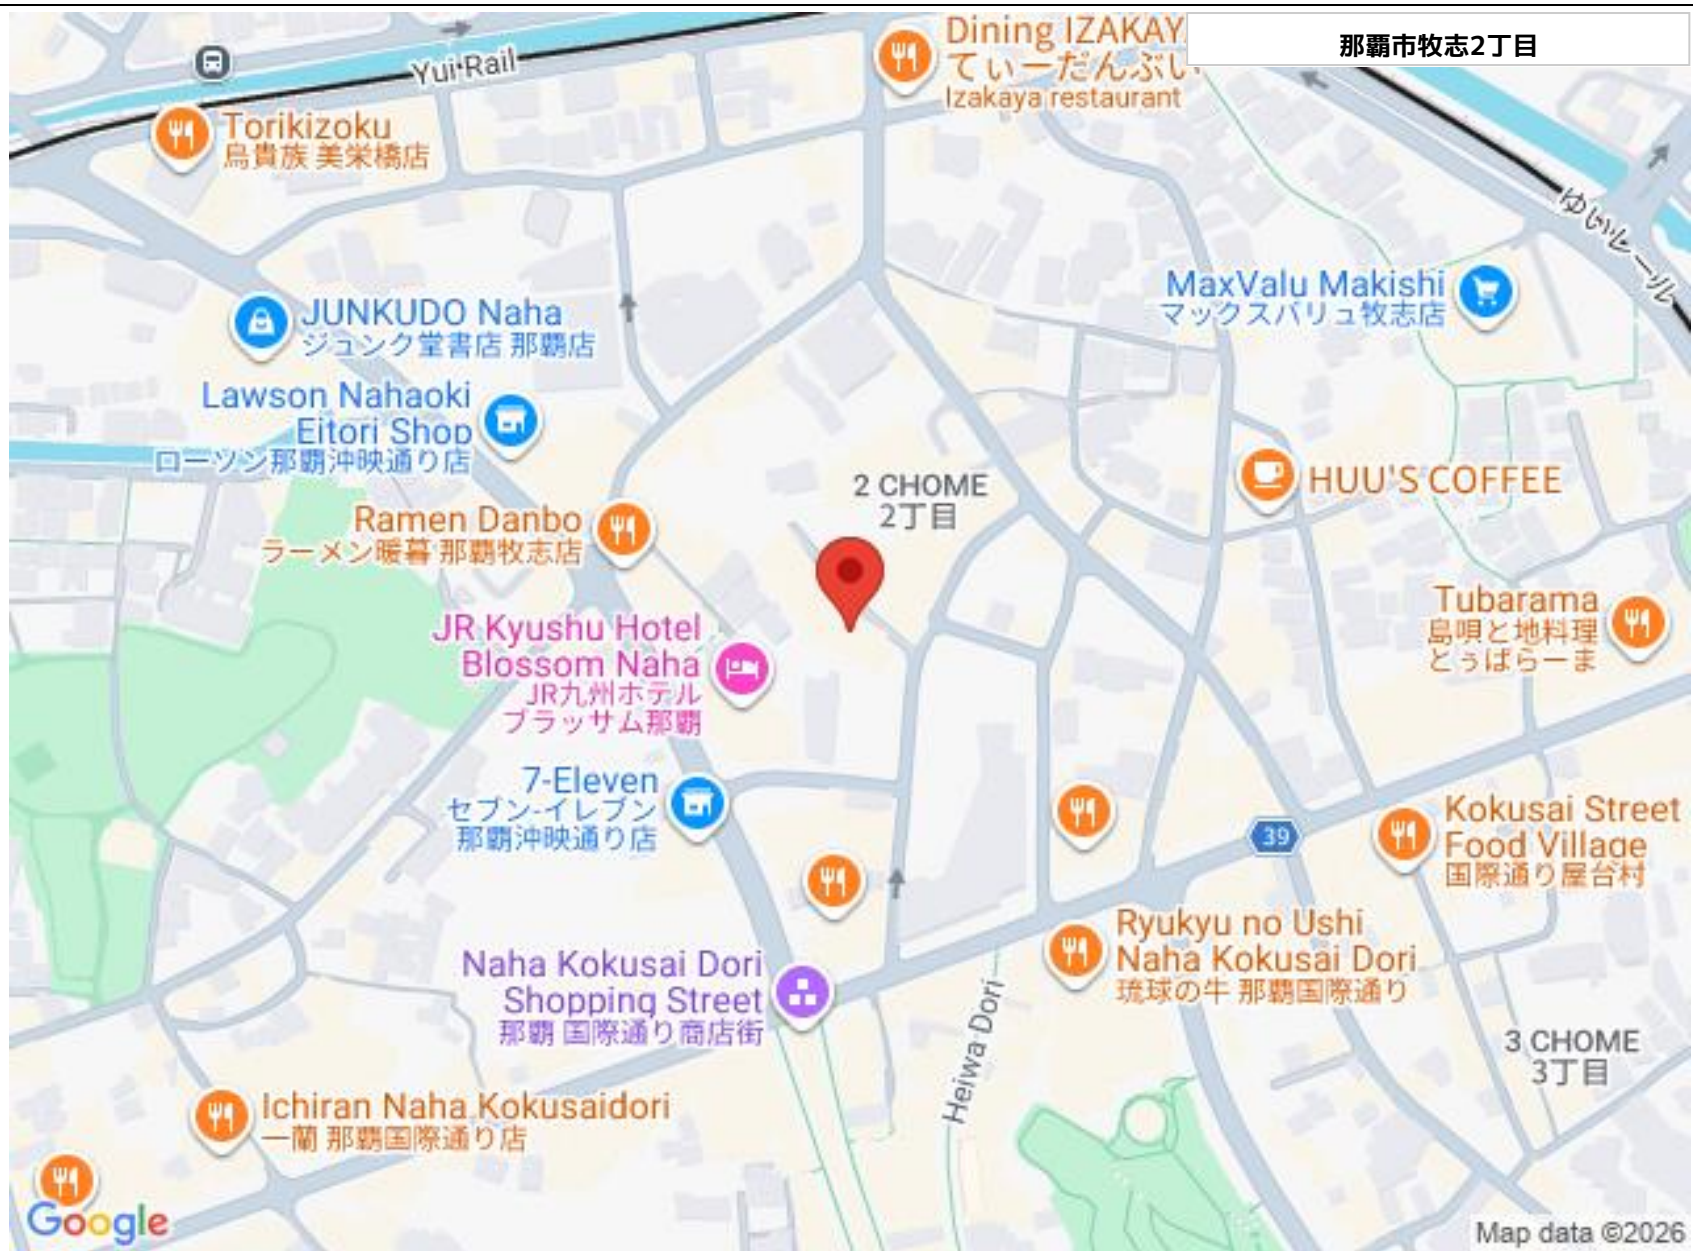 那覇市牧志2丁目
Dining IZAKAY
てぃーだんぶい
Izakaya restaurant
Yui Rail
Torikizoku
鳥貴族 美栄橋店
ゆいレール
MaxValu Makishi
マックスバリュ牧志店
JUNKUDO Naha
ジュンク堂書店 那覇店
Lawson Nahaoki
Eitori Shop
ローソン那覇沖映通り店
2 CHOME
2丁目
HUU'S COFFEE
Ramen Danbo
ラーメン暖暮 那覇牧志店
Tubarama
島唄と地料理
とぅばらーま
JR Kyushu Hotel
Blossom Naha
JR九州ホテル
ブラッサム那覇
7-Eleven
セブン-イレブン
那覇沖映通り店
39
Kokusai Street
Food Village
国際通り屋台村
Ryukyu no Ushi
Naha Kokusai Dori
琉球の牛 那覇国際通り
Naha Kokusai Dori
Shopping Street
那覇 国際通り商店街
Heiwa Dori
3 CHOME
3丁目
Ichiran Naha Kokusaidori
一蘭 那覇国際通り店
Google
Map data ©2026